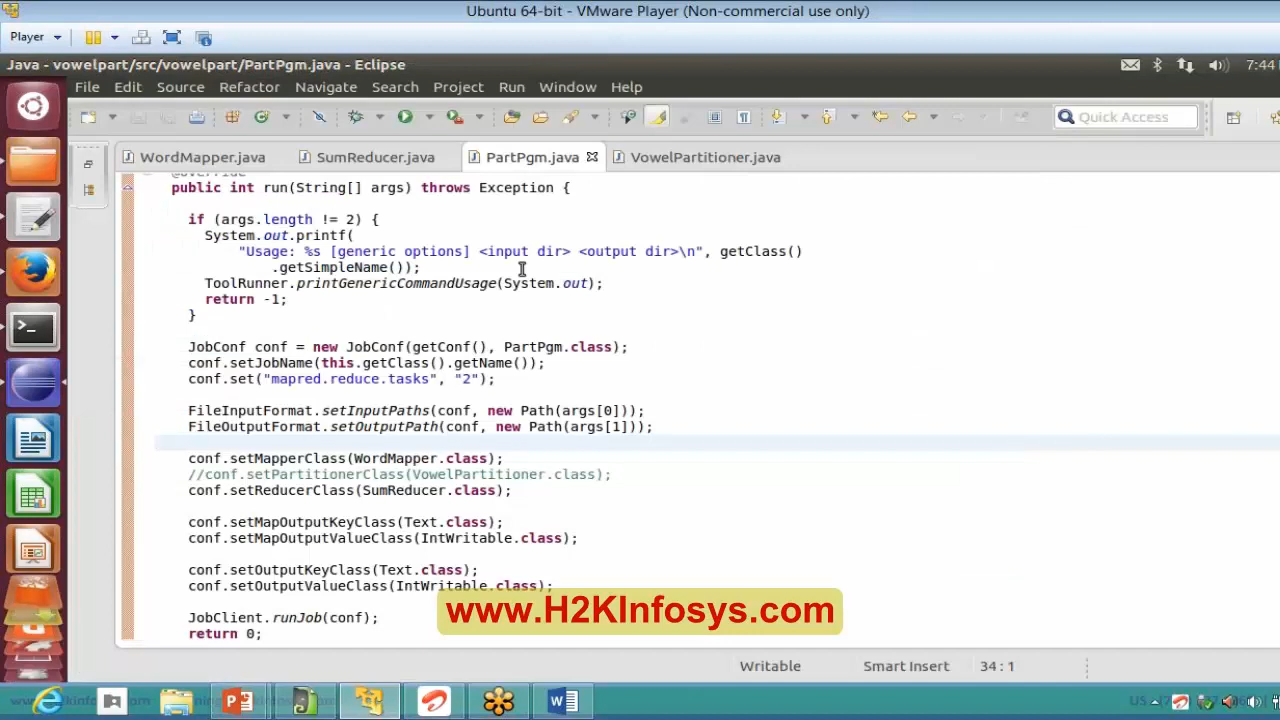 Ubuntu 64-bit - VMware Player (Non-commercial use only)
Player
Java - vowelpart/src/vowelpart/PartPgm.java - Eclipse
7:44
File Edit Source Refactor Navigate Search Run Project Run Window Help
Quick Access
WordMapper.java SumReducer.java PartPgm.java VowelPartitioner.java
@Override
public int run(String[] args) throws Exception {
if (args.length != 2) {
System.out.printf(
"Usage: %s [generic options] <input dir> <output dir>\n", getClass()
.getSimpleName());
ToolRunner.printGenericCommandUsage(System.out);
return -1;
}
JobConf conf = new JobConf(getConf(), PartPgm.class);
conf.setJobName(this.getClass().getName());
conf.set("mapred.reduce.tasks", "2");
FileInputFormat.setInputPaths(conf, new Path(args[0]));
FileOutputFormat.setOutputPath(conf, new Path(args[1]));
conf.setMapperClass(WordMapper.class);
//conf.setPartitionerClass(VowelPartitioner.class);
conf.setReducerClass(SumReducer.class);
conf.setMapOutputKeyClass(Text.class);
conf.setMapOutputValueClass(IntWritable.class);
conf.setOutputKeyClass(Text.class);
conf.setOutputValueClass(IntWritable.class);
www.H2KInfosys.com
JobClient.runJob(conf);
return 0;
Writable Smart Insert 34 : 1
US